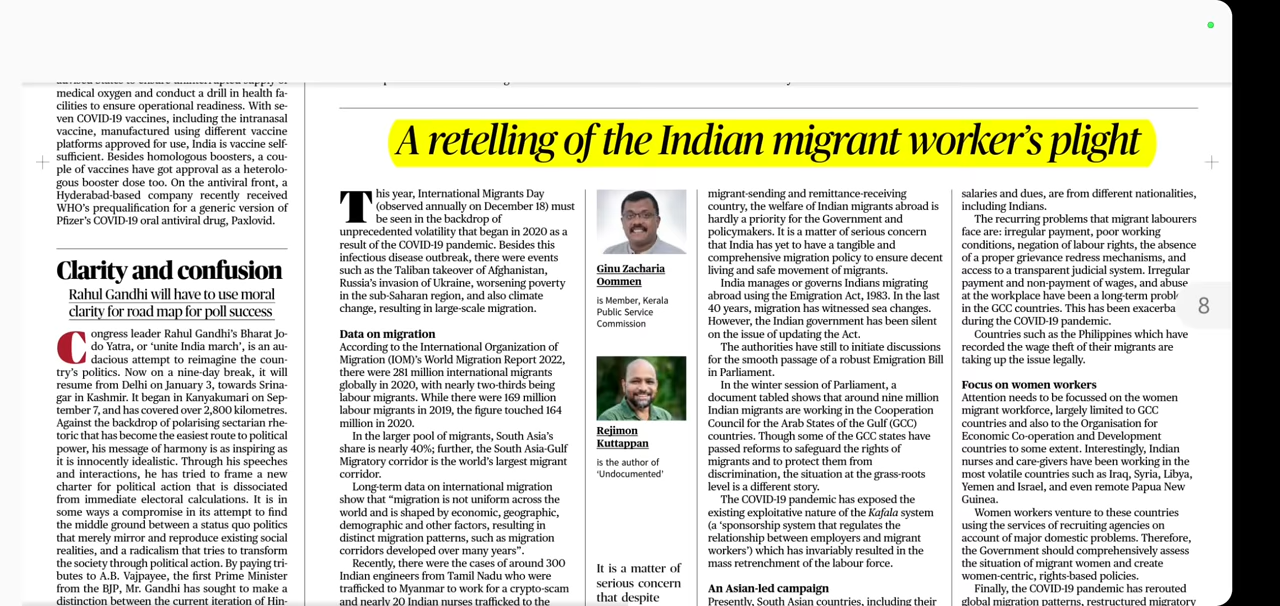 medical oxygen and conduct a drill in health fa-
cilities to ensure operational readiness. With se-
ven COVID-19 vaccines, including the intranasal
vaccine, manufactured using different vaccine
platforms approved for use, India is vaccine self-
sufficient. Besides homologous boosters, a cou-
ple of vaccines have got approval as a heterolo-
gous booster dose too. On the antiviral front, a
Hyderabad-based company recently received
WHO's prequalification for a generic version of
Pfizer's COVID-19 oral antiviral drug, Paxlovid.
Clarity and confusion
Rahul Gandhi will have to use moral
clarity for road map for poll success
Congress leader Rahul Gandhi's Bharat Jo-
do Yatra, or 'unite India march', is an au-
dacious attempt to reimagine the coun-
try's politics. Now on a nine-day break, it will
resume from Delhi on January 3, towards Srina-
gar in Kashmir. It began in Kanyakumari on Sep-
tember 7, and has covered over 2,800 kilometres.
Against the backdrop of polarising sectarian rhe-
toric that has become the easiest route to political
power, his message of harmony is as inspiring as
it is innocently idealistic. Through his speeches
and interactions, he has tried to frame a new
charter for political action that is dissociated
from immediate electoral calculations. It is in
some ways a compromise in its attempt to find
the middle ground between a status quo politics
that merely mirror and reproduce existing social
realities, and a radicalism that tries to transform
the society through political action. By paying tri-
butes to A.B. Vajpayee, the first Prime Minister
from the BJP, Mr. Gandhi has sought to make a
distinction between the current iteration of Hin-
A retelling of the Indian migrant worker's plight
This year, International Migrants Day
(observed annually on December 18) must
be seen in the backdrop of
unprecedented volatility that began in 2020 as a
result of the COVID-19 pandemic. Besides this
infectious disease outbreak, there were events
such as the Taliban takeover of Afghanistan,
Russia's invasion of Ukraine, worsening poverty
in the sub-Saharan region, and also climate
change, resulting in large-scale migration.
Data on migration
According to the International Organization of
Migration (IOM)'s World Migration Report 2022,
there were 281 million international migrants
globally in 2020, with nearly two-thirds being
labour migrants. While there were 169 million
labour migrants in 2019, the figure touched 164
million in 2020.
In the larger pool of migrants, South Asia's
share is nearly 40%; further, the South Asia-Gulf
Migratory corridor is the world's largest migrant
corridor.
Long-term data on international migration
show that "migration is not uniform across the
world and is shaped by economic, geographic,
demographic and other factors, resulting in
distinct migration patterns, such as migration
corridors developed over many years".
Recently, there were the cases of around 300
Indian engineers from Tamil Nadu who were
trafficked to Myanmar to work for a crypto-scam
and nearly 20 Indian nurses trafficked to the
Ginu Zacharia
Oommen
is Member, Kerala
Public Service
Commission
Rejimon
Kuttappan
is the author of
'Undocumented'
It is a matter of
serious concern
that despite
migrant-sending and remittance-receiving
country, the welfare of Indian migrants abroad is
hardly a priority for the Government and
policymakers. It is a matter of serious concern
that India has yet to have a tangible and
comprehensive migration policy to ensure decent
living and safe movement of migrants.
India manages or governs Indians migrating
abroad using the Emigration Act, 1983. In the last
40 years, migration has witnessed sea changes.
However, the Indian government has been silent
on the issue of updating the Act.
The authorities have still to initiate discussions
for the smooth passage of a robust Emigration Bill
in Parliament.
In the winter session of Parliament, a
document tabled shows that around nine million
Indian migrants are working in the Cooperation
Council for the Arab States of the Gulf (GCC)
countries. Though some of the GCC states have
passed reforms to safeguard the rights of
migrants and to protect them from
discrimination, the situation at the grass-roots
level is a different story.
The COVID-19 pandemic has exposed the
existing exploitative nature of the Kafala system
(a 'sponsorship system that regulates the
relationship between employers and migrant
workers') which has invariably resulted in the
mass retrenchment of the labour force.
An Asian-led campaign
Presently, South Asian countries, including their
salaries and dues, are from different nationalities,
including Indians.
The recurring problems that migrant labourers
face are: irregular payment, poor working
conditions, negation of labour rights, the absence
of a proper grievance redress mechanisms, and
access to a transparent judicial system. Irregular
payment and non-payment of wages, and abuse
at the workplace have been a long-term
in the GCC countries. This has been
during the COVID-19 pandemic.
Countries such as the Philippines which have
recorded the wage theft of their migrants are
taking up the issue legally.
Focus on women workers
Attention needs to be focussed on the women
migrant workforce, largely limited to GCC
countries and also to the Organisation for
Economic Co-operation and Development
countries to some extent. Interestingly, Indian
nurses and care-givers have been working in the
most volatile countries such as Iraq, Syria, Libya,
Yemen and Israel, and even remote Papua New
Guinea.
Women workers venture to these countries
using the services of recruiting agencies on
account of major domestic problems. Therefore,
the Government should comprehensively assess
the situation of migrant women and create
women-centric, rights-based policies.
Finally, the COVID-19 pandemic has rerouted
global migration patterns, restructured migratory
8